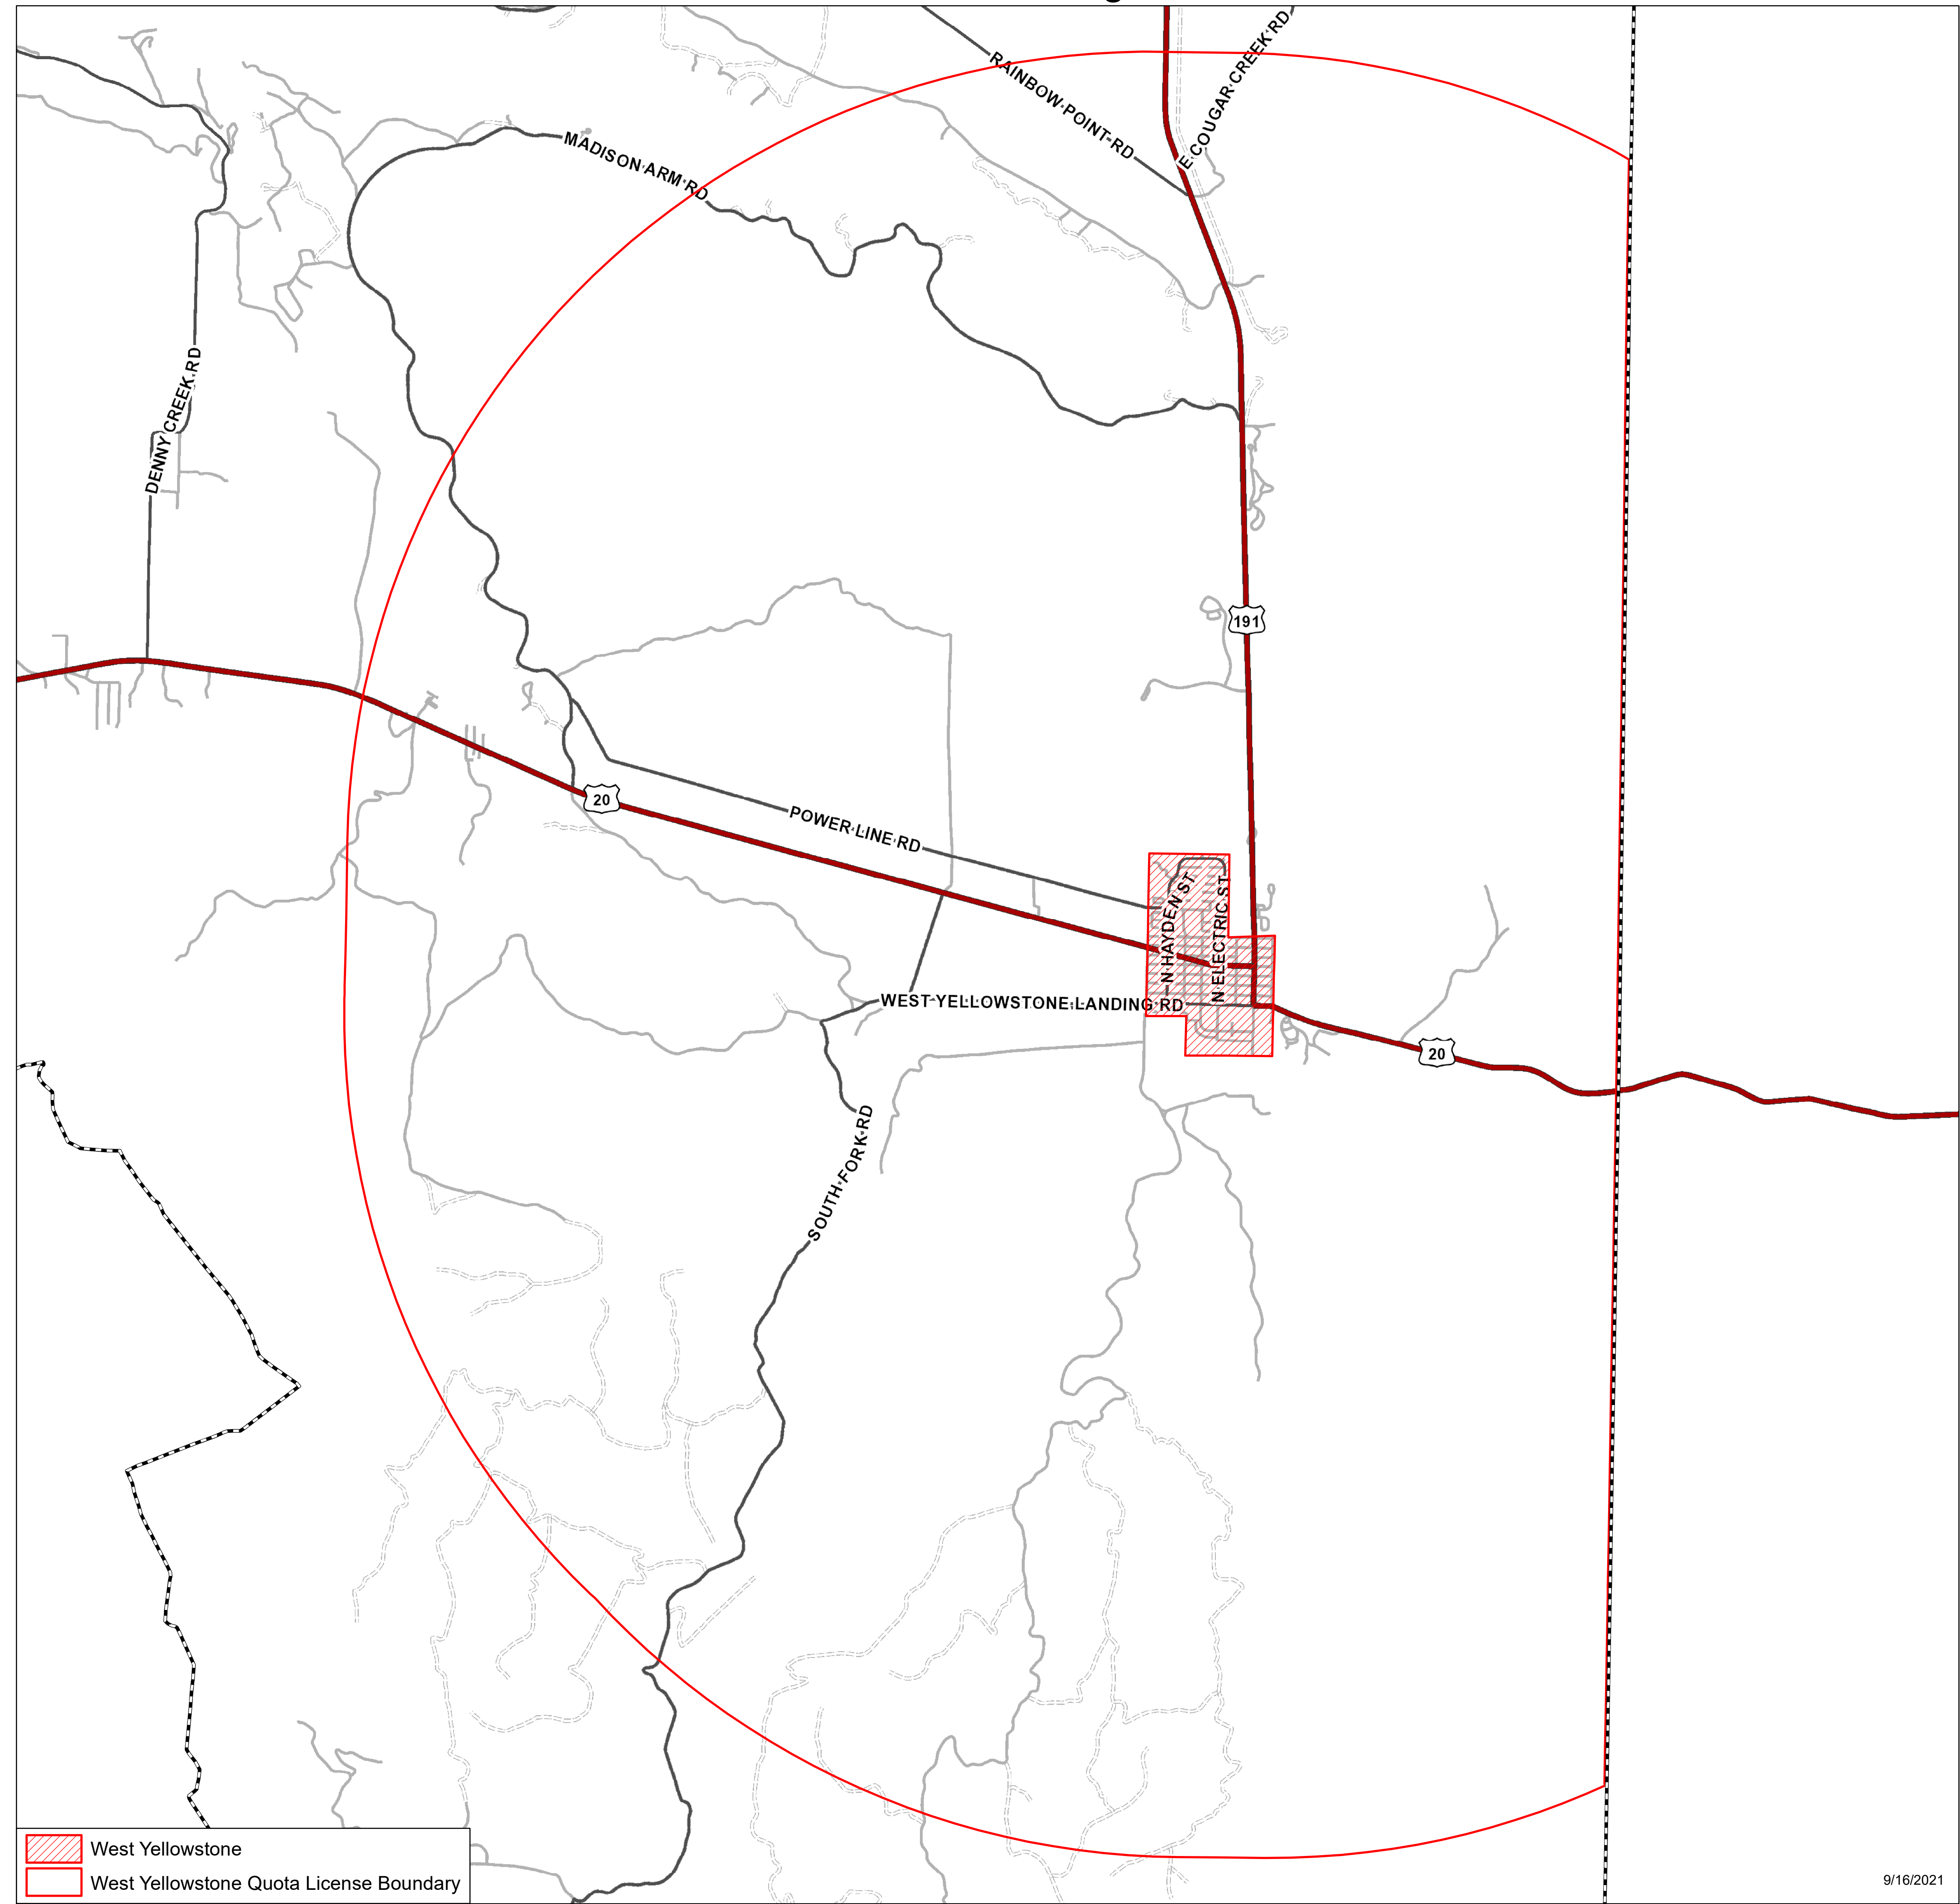 RAINBOW POINT RD
E COUGAR CREEK RD
MADISON ARM RD
DENNY CREEK RD
191
20
POWER LINE RD
N HAYDEN ST
N ELECTRIC ST
WEST YELLOWSTONE LANDING RD
20
SOUTH FORK RD
West Yellowstone
West Yellowstone Quota License Boundary
9/16/2021